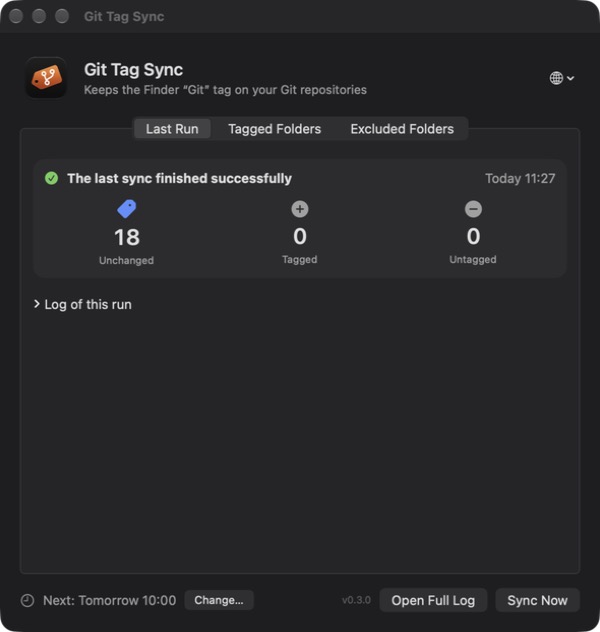 Git Tag Sync
Git Tag Sync
Keeps the Finder “Git” tag on your Git repositories
Last Run Tagged Folders Excluded Folders
The last sync finished successfully Today 11:27
18 0 0
Unchanged Tagged Untagged
Log of this run
Next: Tomorrow 10:00 Change... v0.3.0 Open Full Log Sync Now